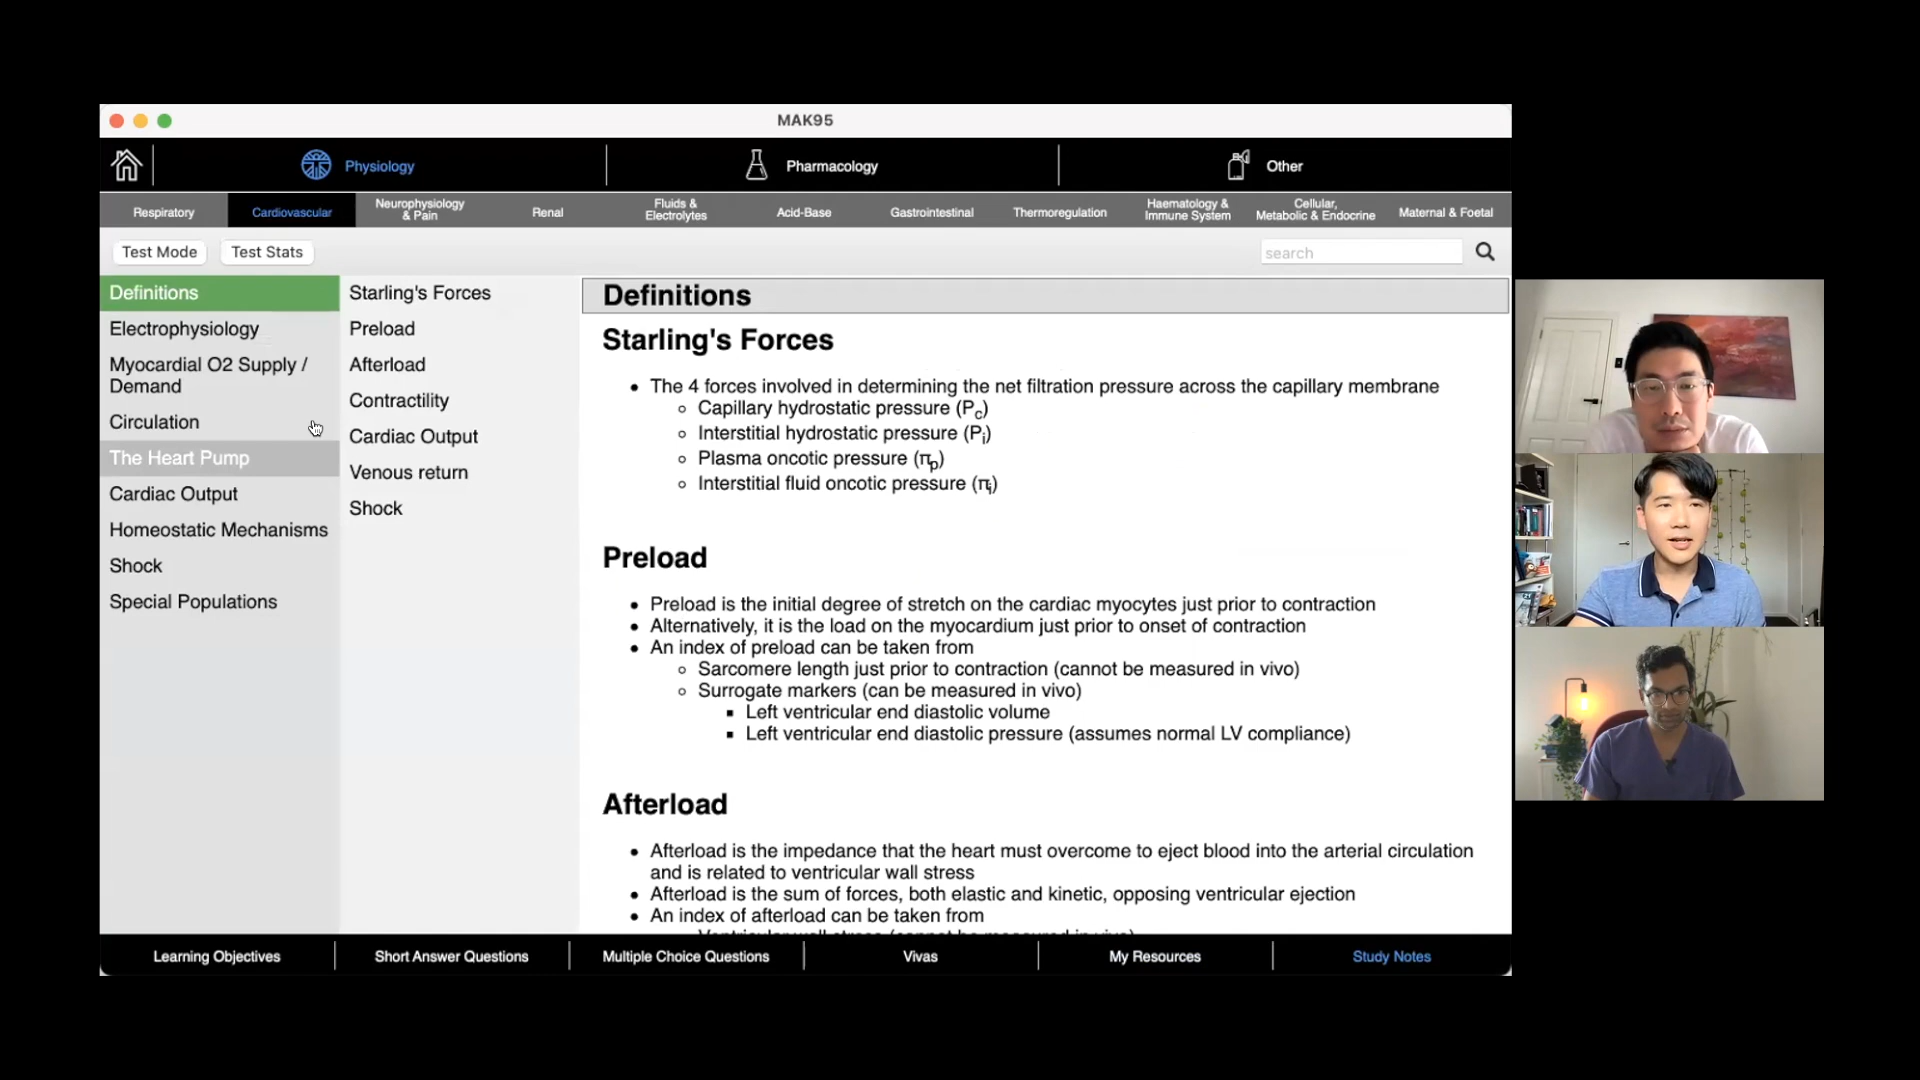 MAK95
Physiology
Pharmacology
Other
Respiratory
Cardiovascular
Neurophysiology
& Pain
Renal
Fluids &
Electrolytes
Acid-Base
Gastrointestinal
Thermoregulation
Haematology &
Immune System
Cellular,
Metabolic & Endocrine
Maternal & Foetal
Test Mode
Test Stats
search
Definitions
Electrophysiology
Myocardial O2 Supply /
Demand
Circulation
The Heart Pump
Cardiac Output
Homeostatic Mechanisms
Shock
Special Populations
Starling's Forces
Preload
Afterload
Contractility
Cardiac Output
Venous return
Shock
Definitions
Starling's Forces
• The 4 forces involved in determining the net filtration pressure across the capillary membrane
◦ Capillary hydrostatic pressure (Pc)
◦ Interstitial hydrostatic pressure (Pi)
◦ Plasma oncotic pressure (πp)
◦ Interstitial fluid oncotic pressure (πi)
Preload
• Preload is the initial degree of stretch on the cardiac myocytes just prior to contraction
• Alternatively, it is the load on the myocardium just prior to onset of contraction
• An index of preload can be taken from
◦ Sarcomere length just prior to contraction (cannot be measured in vivo)
◦ Surrogate markers (can be measured in vivo)
▪ Left ventricular end diastolic volume
▪ Left ventricular end diastolic pressure (assumes normal LV compliance)
Afterload
• Afterload is the impedance that the heart must overcome to eject blood into the arterial circulation
and is related to ventricular wall stress
• Afterload is the sum of forces, both elastic and kinetic, opposing ventricular ejection
• An index of afterload can be taken from
Ventricular wall stress (cannot be measured in vivo)
Learning Objectives
Short Answer Questions
Multiple Choice Questions
Vivas
My Resources
Study Notes